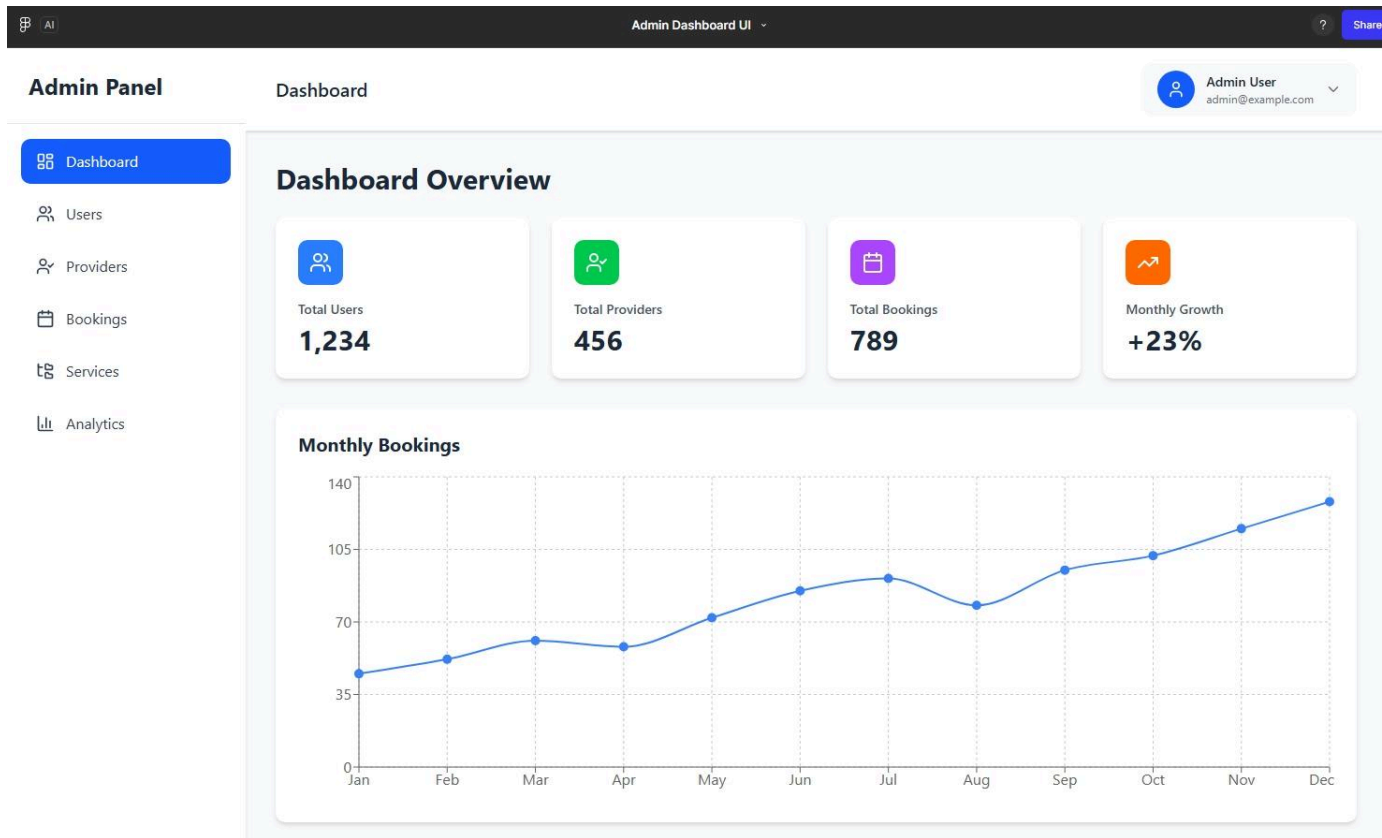 AI
Admin Dashboard UI
?
Share
Admin Panel
Dashboard
Users
Providers
Bookings
Services
Analytics
Dashboard
Admin User
admin@example.com
Dashboard Overview
Total Users
1,234
Total Providers
456
Total Bookings
789
Monthly Growth
+23%
Monthly Bookings
140
105
70
35
0
Jan Feb Mar Apr May Jun Jul Aug Sep Oct Nov Dec